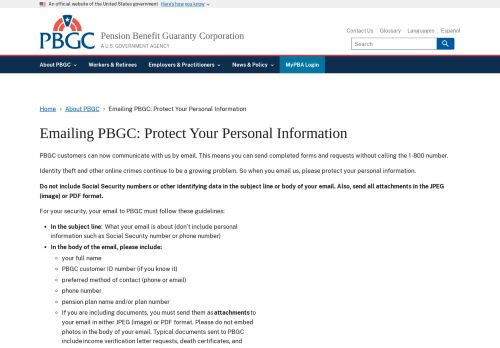 An official website of the United States government Here's how you know
PBGC
Pension Benefit Guaranty Corporation
A U.S. GOVERNMENT AGENCY
Contact Us Glossary Languages Español
Search
About PBGC Workers & Retirees Employers & Practitioners News & Policy MyPBA Login
Home › About PBGC › Emailing PBGC: Protect Your Personal Information
Emailing PBGC: Protect Your Personal Information
PBGC customers can now communicate with us by email. This means you can send completed forms and requests without calling the 1-800 number.
Identity theft and other online crimes continue to be a growing problem. So when you email us, please protect your personal information.
Do not include Social Security numbers or other identifying data in the subject line or body of your email. Also, send all attachments in the JPEG
(image) or PDF format.
For your security, your email to PBGC must follow these guidelines:
• In the subject line: What your email is about (don't include personal
information such as Social Security number or phone number)
• In the body of the email, please include:
◦ your full name
◦ PBGC customer ID number (if you know it)
◦ preferred method of contact (phone or email)
◦ phone number
◦ pension plan name and/or plan number
◦ If you are including documents, you must send them as attachments to
your email in either JPEG (image) or PDF format. Please do not embed
photos in the body of your email. Typical documents sent to PBGC
include income verification letter requests, death certificates, and